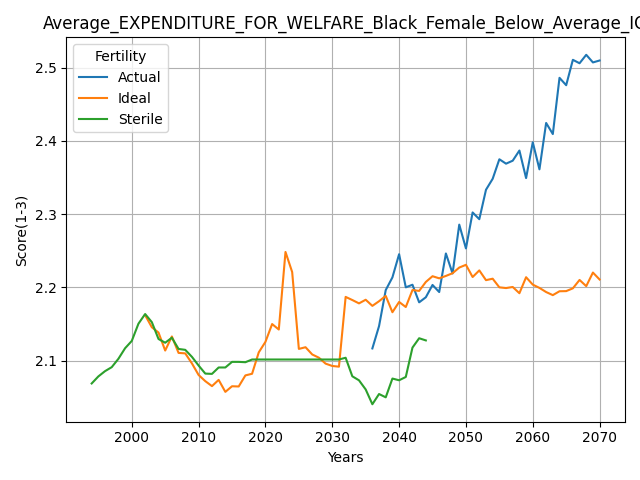 Average_EXPENDITURE_FOR_WELFARE_Black_Female_Below_Average_IQ
Fertility
Actual
Ideal
Sterile
Score(1-3)
2.5
2.4
2.3
2.2
2.1
2000 2010 2020 2030 2040 2050 2060 2070
Years